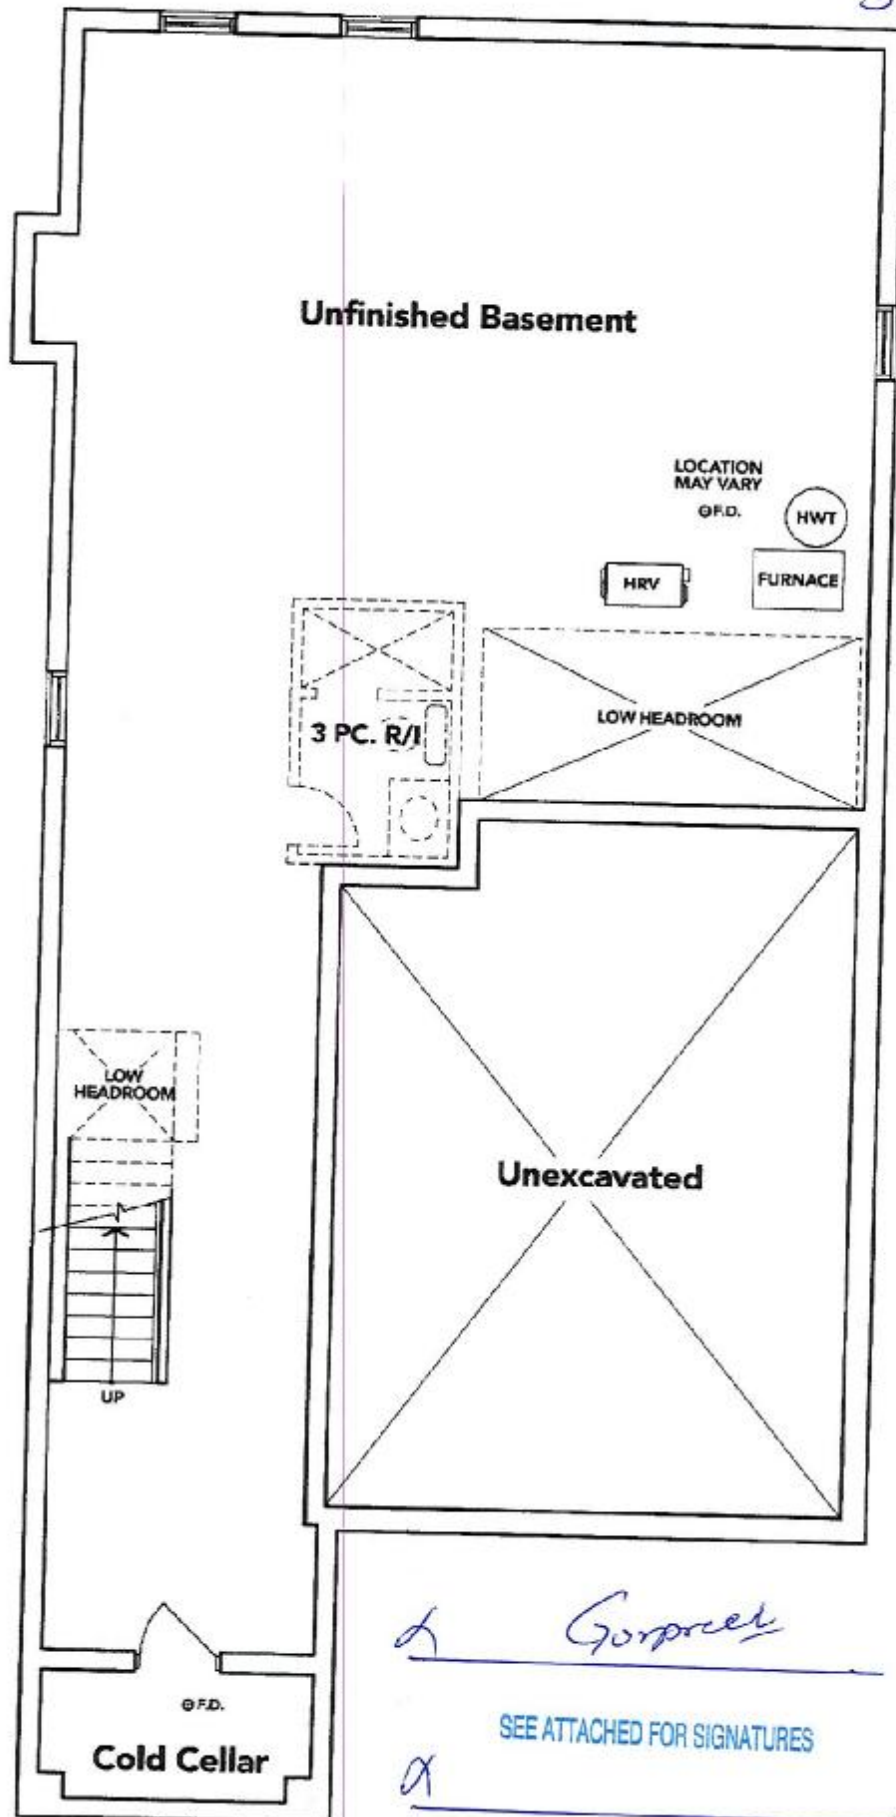 Unfinished Basement
LOCATION
MAY VARY
F.D.
HWT
HRV
FURNACE
3 PC. R/I
LOW HEADROOM
LOW
HEADROOM
Unexcavated
UP
F.D.
Cold Cellar
SEE ATTACHED FOR SIGNATURES